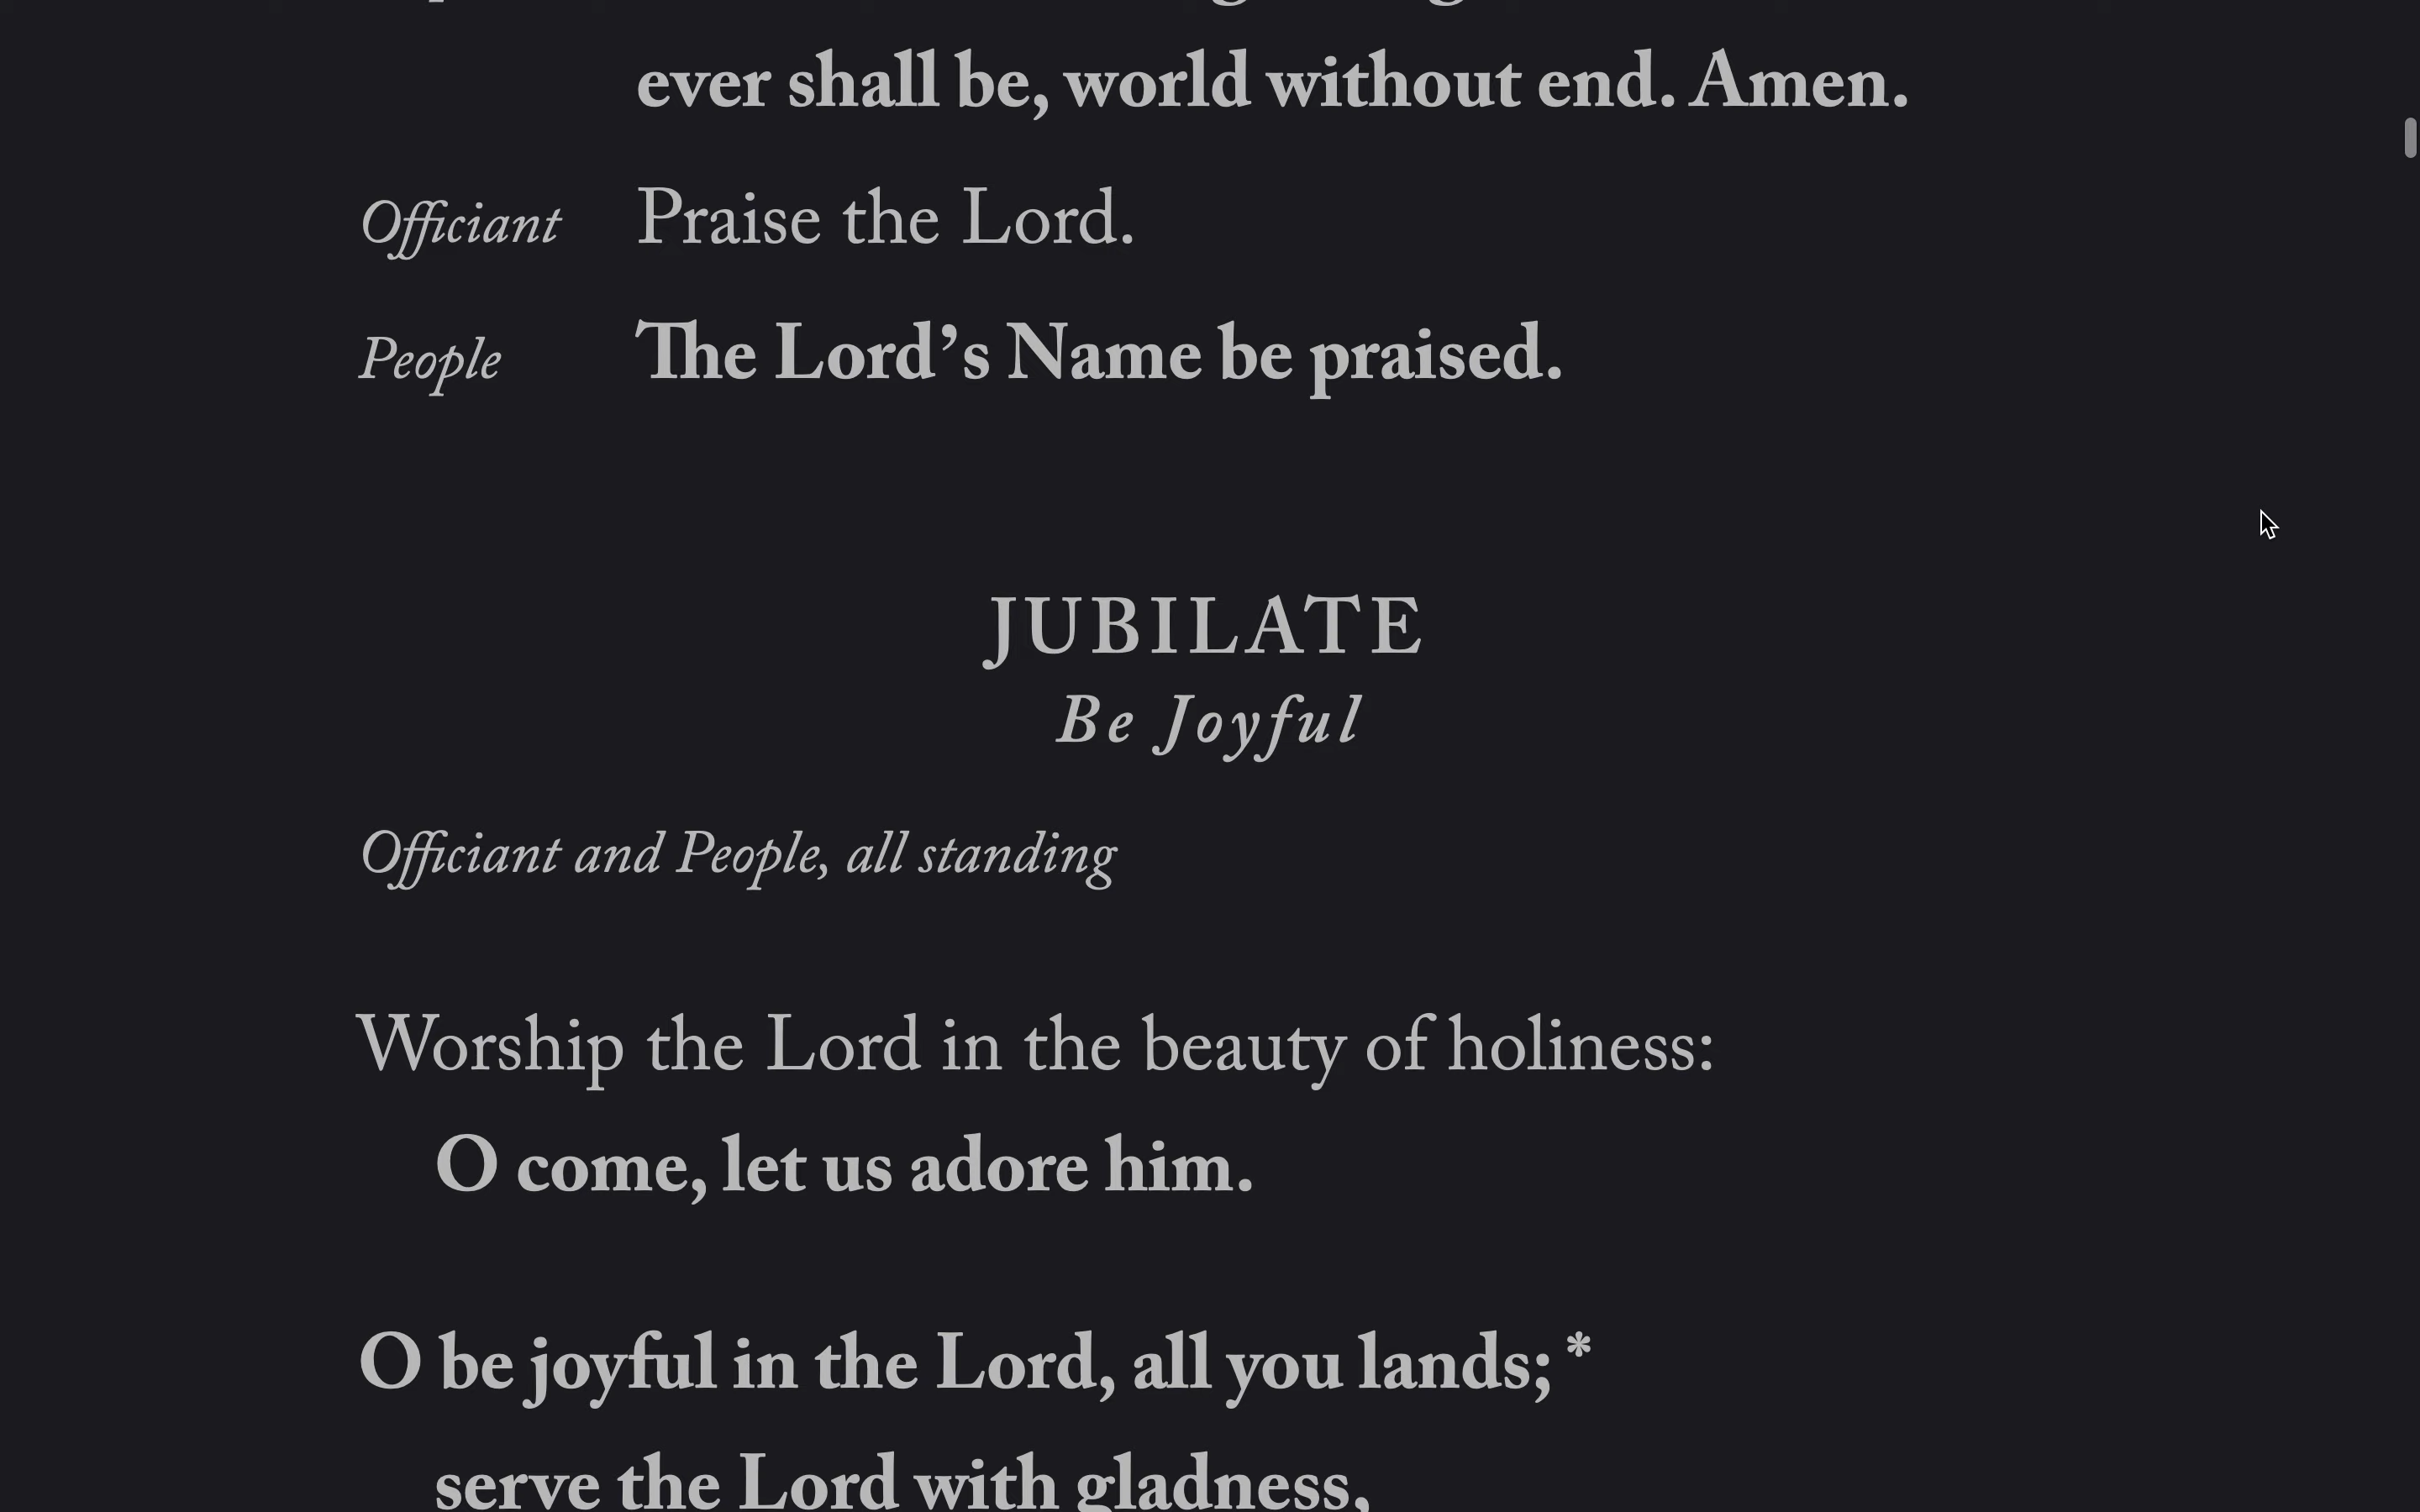 ever shall be, world without end. Amen.
Officiant Praise the Lord.
People The Lord’s Name be praised.
JUBILATE
Be Joyful
Officiant and People, all standing
Worship the Lord in the beauty of holiness:
O come, let us adore him.
O be joyful in the Lord, all you lands;*
serve the Lord with gladness,